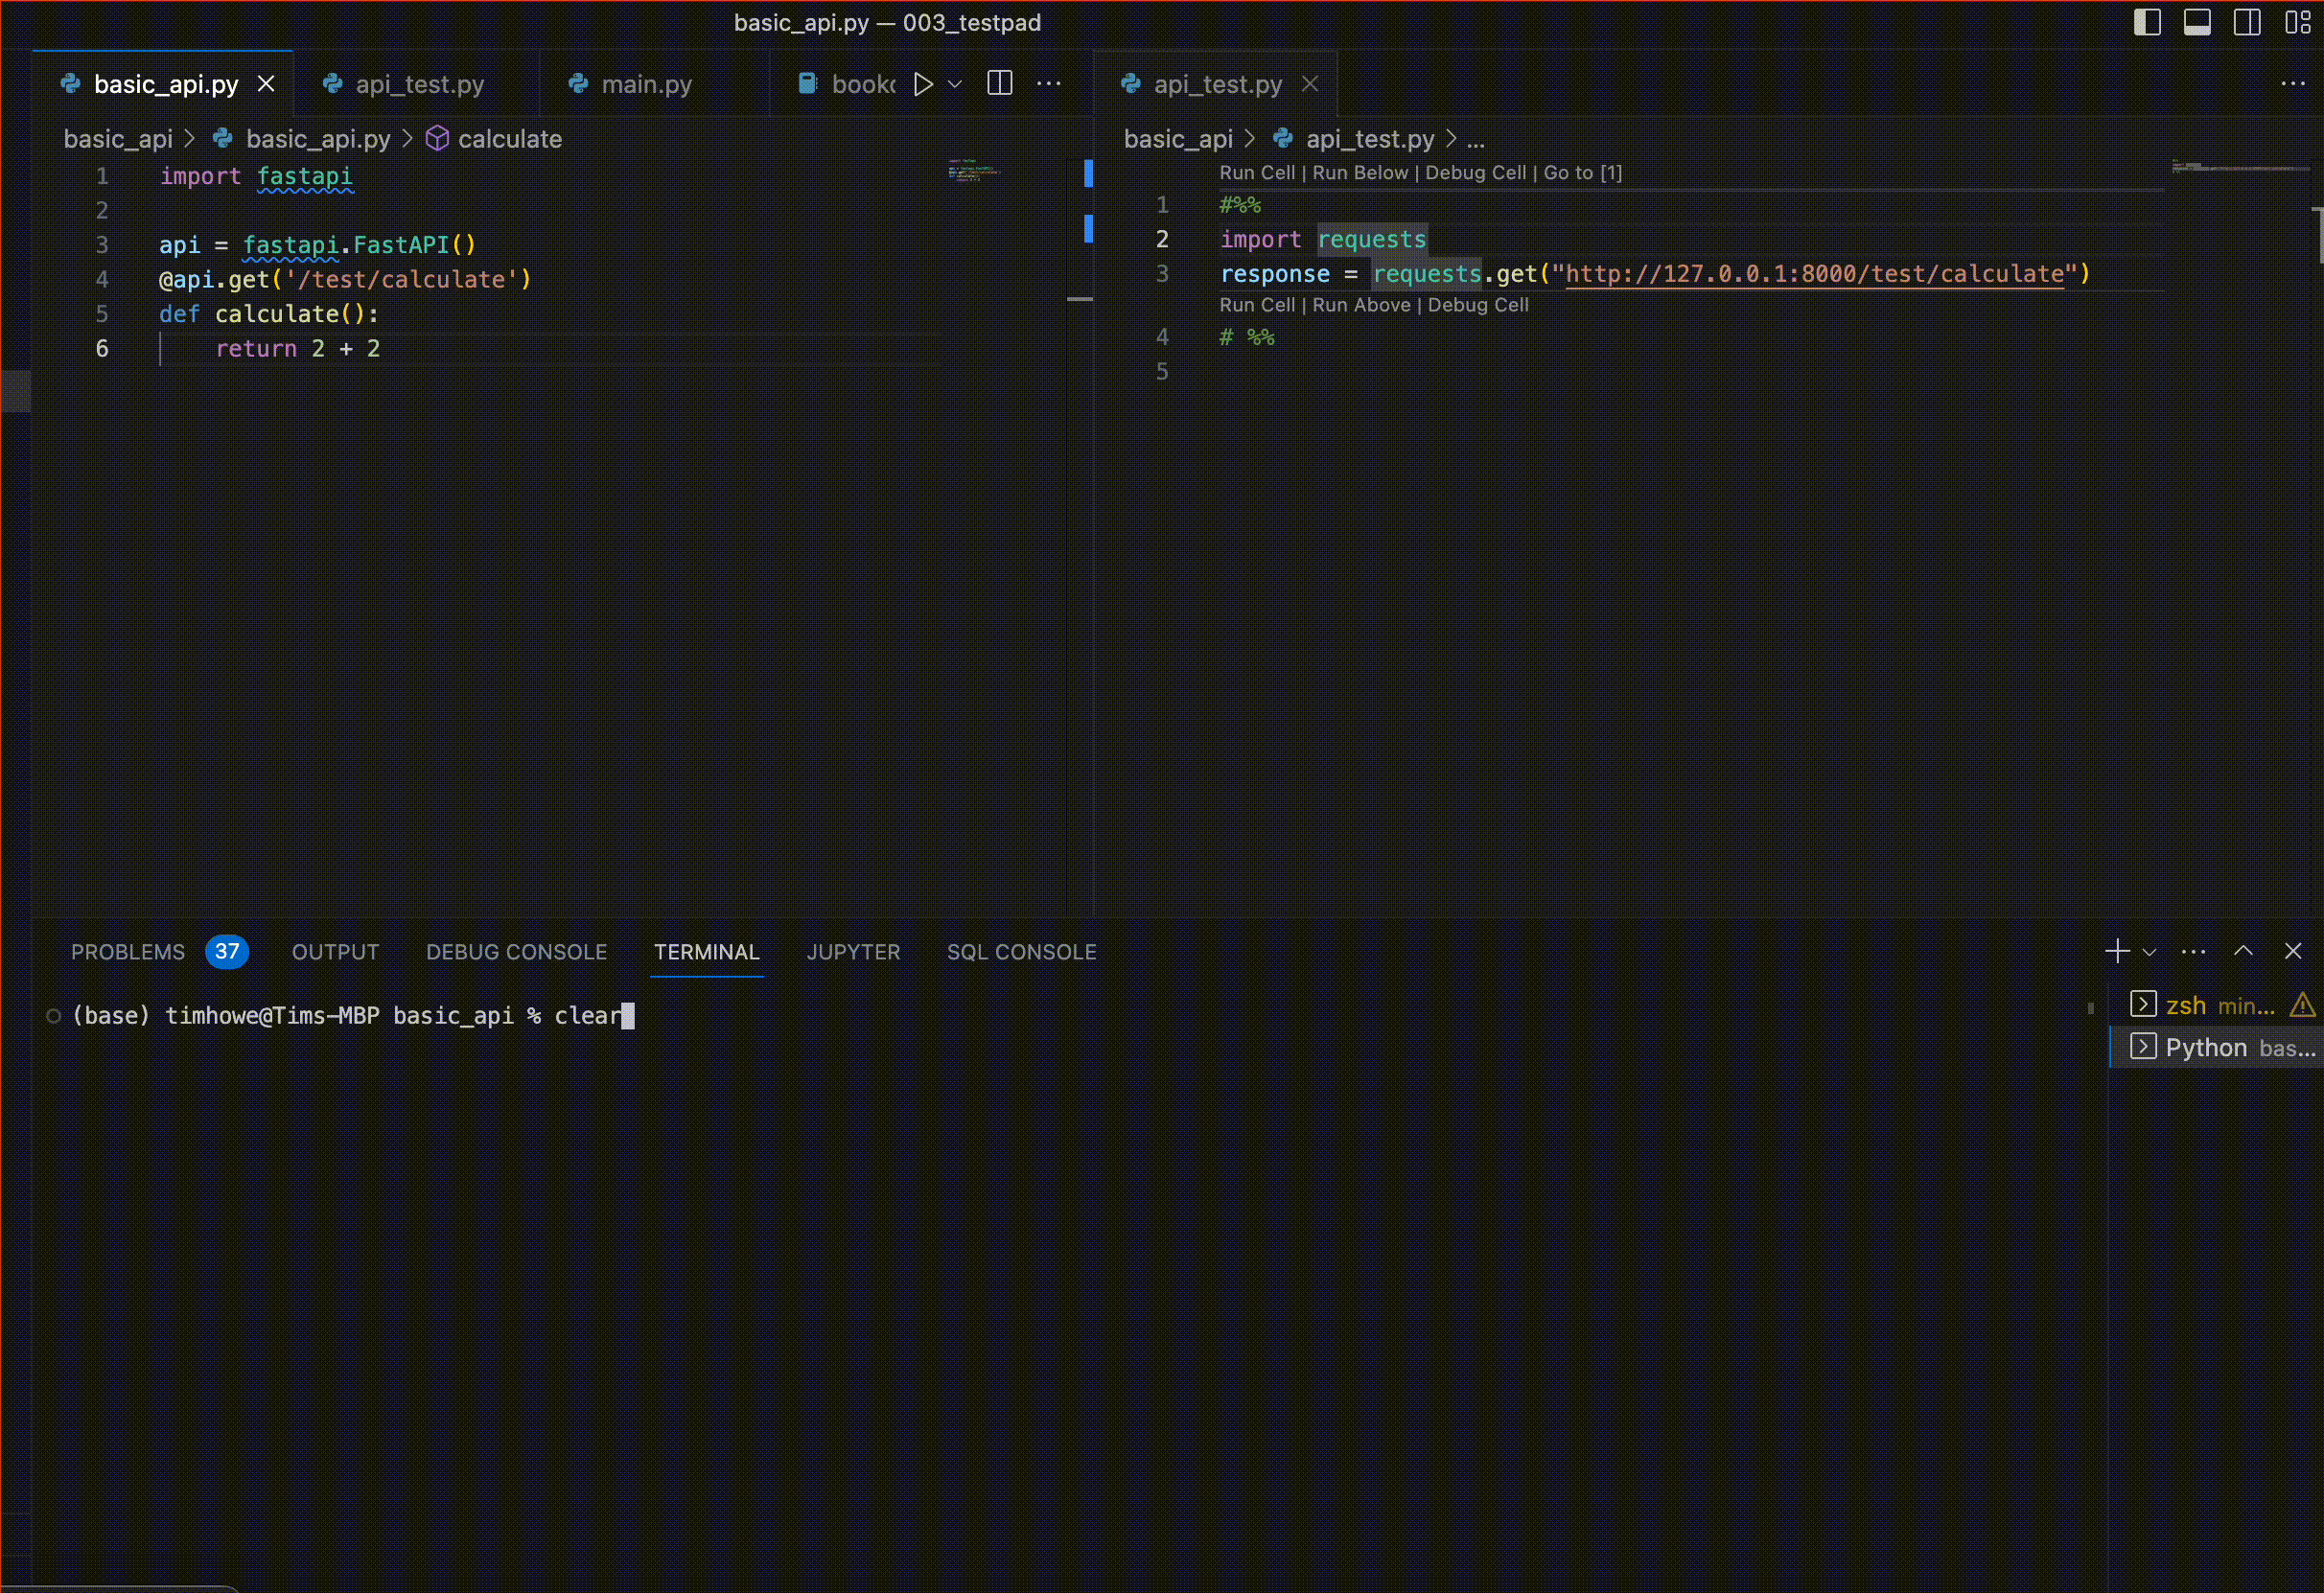 basic_api.py — 003_testpad
basic_api.py
api_test.py
main.py
api_test.py
basic_api > basic_api.py > calculate
1 import fastapi
2
3 api = fastapi.FastAPI()
4 @api.get('/test/calculate')
5 def calculate():
6 return 2 + 2
basic_api > api_test.py > ...
Run Cell | Run Below | Debug Cell | Go to [1]
1 #%%
2 import requests
3 response = requests.get("http://127.0.0.1:8000/test/calculate")
Run Cell | Run Above | Debug Cell
4 # %%
5
PROBLEMS 37 OUTPUT DEBUG CONSOLE TERMINAL JUPYTER SQL CONSOLE
(base) timhowe@Tims-MBP basic_api % clear
zsh min...
Python bas...